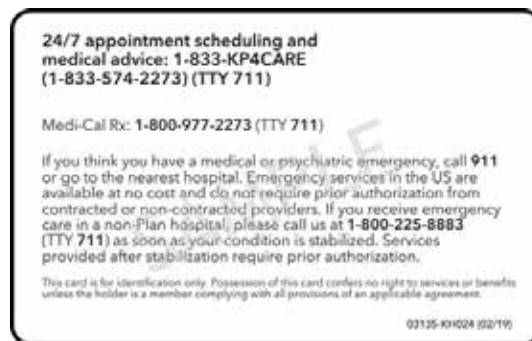 24/7 appointment scheduling and
medical advice: 1-833-KP4CARE
(1-833-574-2273) (TTY 711)
Medi-Cal Rx: 1-800-977-2273 (TTY 711)
If you think you have a medical or psychiatric emergency, call 911
or go to the nearest hospital. Emergency services in the US are
available at no cost and do not require prior authorization from
contracted or non-contracted providers. If you receive emergency
care in a non-Plan hospital, please call us at 1-800-225-8883
(TTY 711) as soon as your condition is stabilized. Services
provided after stabilization require prior authorization.
This card is for identification only. Possession of this card confers no right to services or benefits
unless the holder is a member complying with all provisions of an applicable agreement.
03135-KH024 (02/19)
SAMPLE